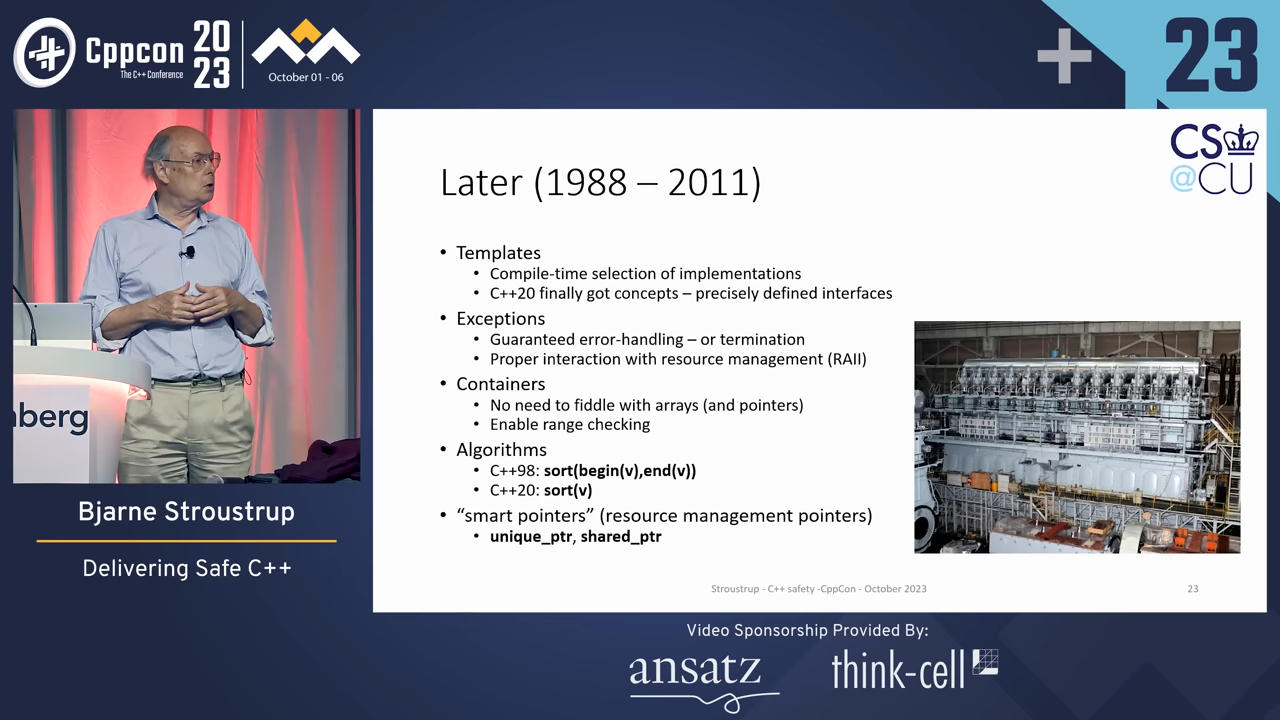 Cppcon
The C++ Conference
20
23
October 01 - 06
23
CS
@CU
Later (1988 – 2011)
• Templates
• Compile-time selection of implementations
• C++20 finally got concepts – precisely defined interfaces
• Exceptions
• Guaranteed error-handling – or termination
• Proper interaction with resource management (RAII)
• Containers
• No need to fiddle with arrays (and pointers)
• Enable range checking
• Algorithms
• C++98: sort(begin(v),end(v))
• C++20: sort(v)
• “smart pointers” (resource management pointers)
• unique_ptr, shared_ptr
Stroustrup - C++ safety -CppCon - October 2023
23
nberg
Bjarne Stroustrup
Delivering Safe C++
Video Sponsorship Provided By:
ansatz
think-cell